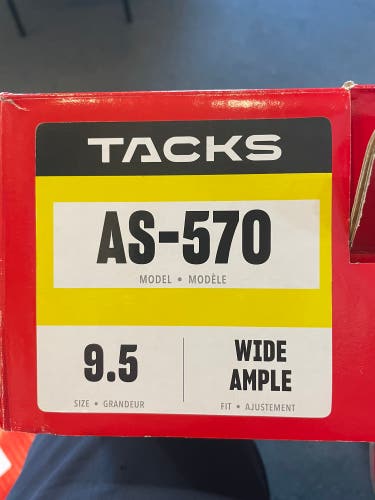 TACKS
AS-570
MODEL • MODÈLE
9.5
SIZE • GRANDEUR
WIDE
AMPLE
FIT • AJUSTEMENT